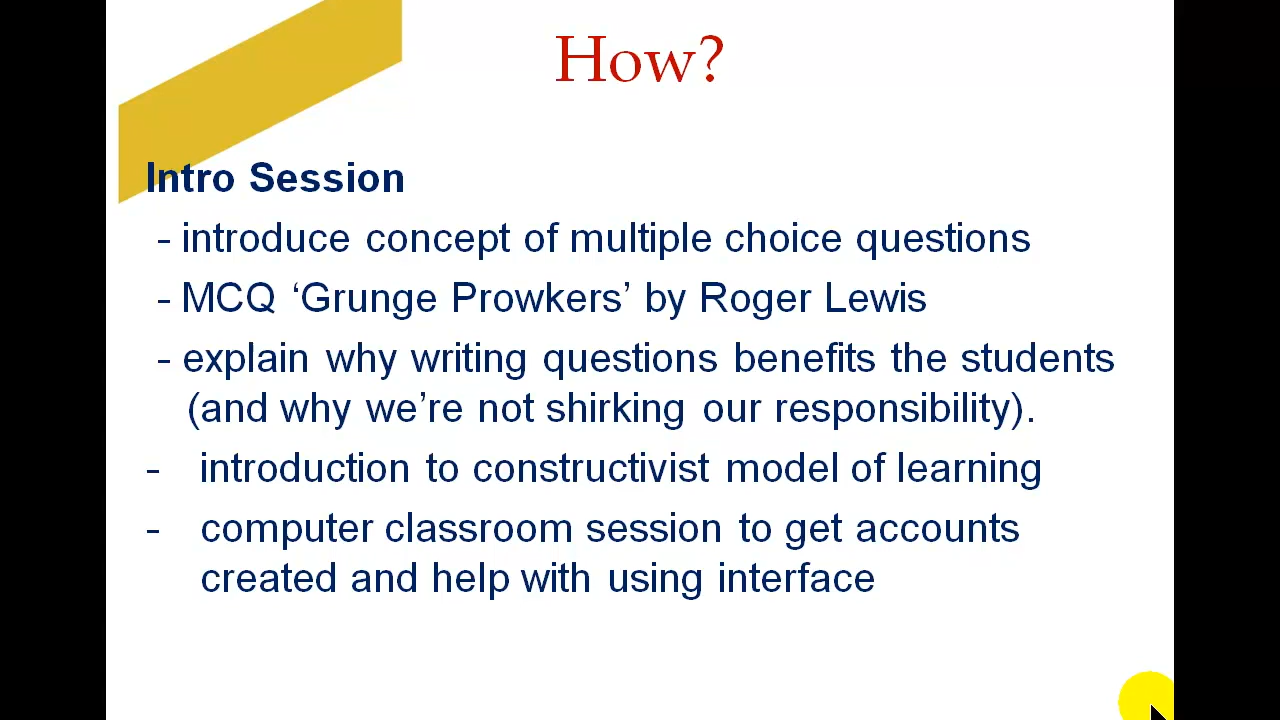 How?
Intro Session
- introduce concept of multiple choice questions
- MCQ ‘Grunge Prowkers’ by Roger Lewis
- explain why writing questions benefits the students
(and why we’re not shirking our responsibility).
- introduction to constructivist model of learning
- computer classroom session to get accounts
created and help with using interface